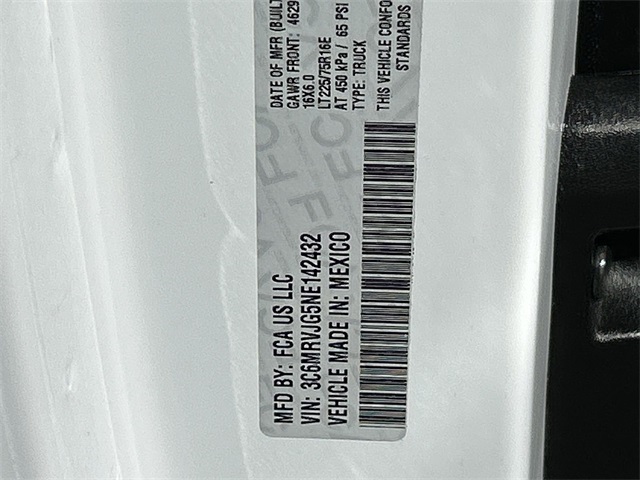 MFD BY: FCA US LLC
DATE OF MFR (BUILT
VIN: 3C6MRVJG5NE142432
GAWR FRONT: 4629
16X6.0
VEHICLE MADE IN: MEXICO
LT225/75R16E
AT 450 kPa / 65 PSI
TYPE: TRUCK
THIS VEHICLE CONFO
STANDARDS